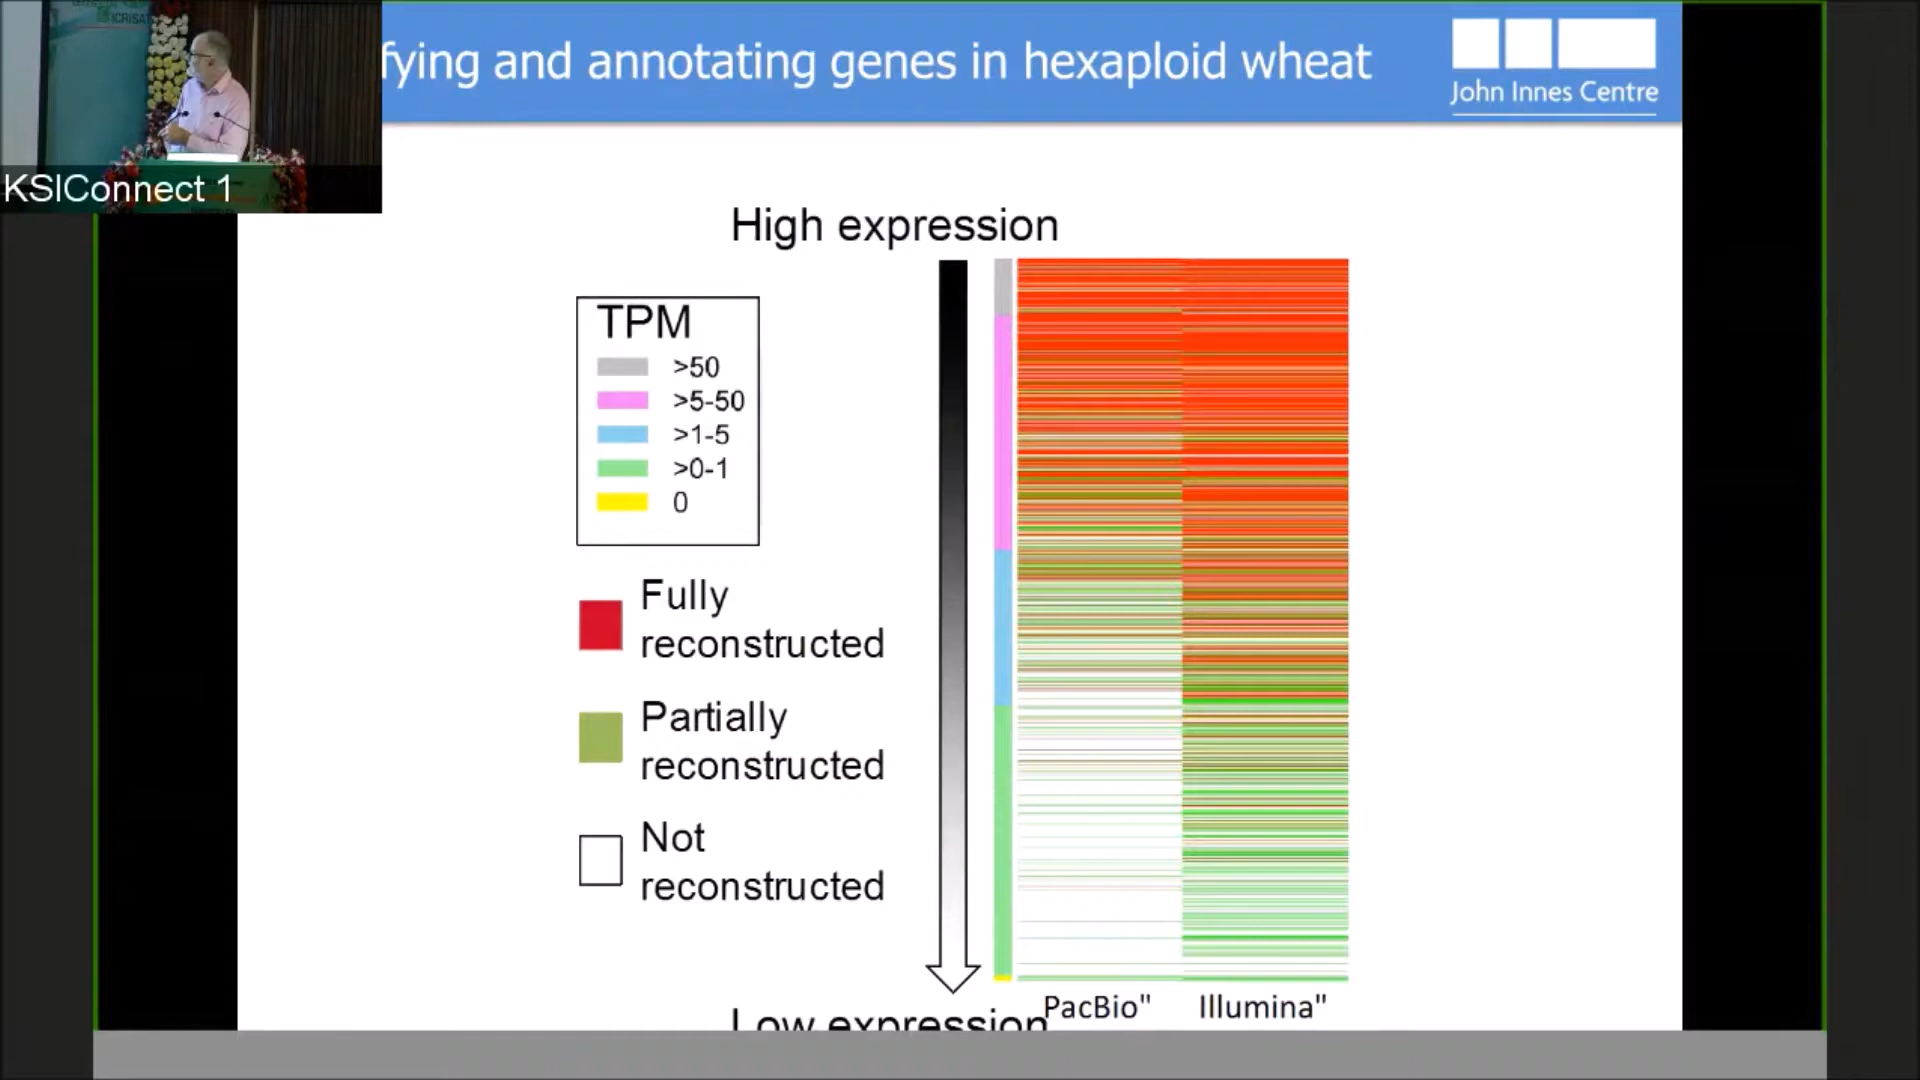 ICRISAT
fying and annotating genes in hexaploid wheat
John Innes Centre
KSIConnect 1
High expression
TPM
>50
>5-50
>1-5
>0-1
0
Fully
reconstructed
Partially
reconstructed
Not
reconstructed
PacBio"
Illumina"
Low expression